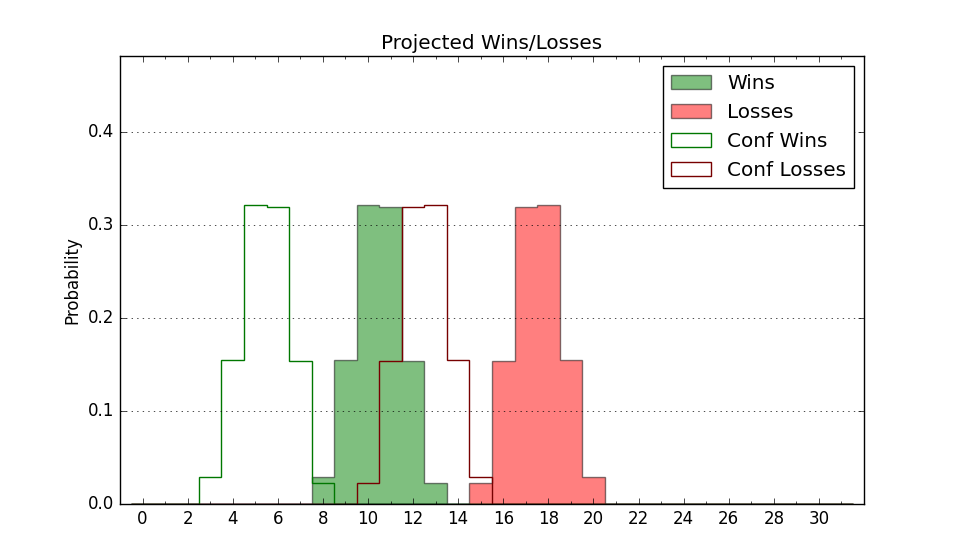 Projected Wins/Losses
Wins
Losses
Conf Wins
Conf Losses
Probability
0.4
0.3
0.2
0.1
0.0
0 2 4 6 8 10 12 14 16 18 20 22 24 26 28 30